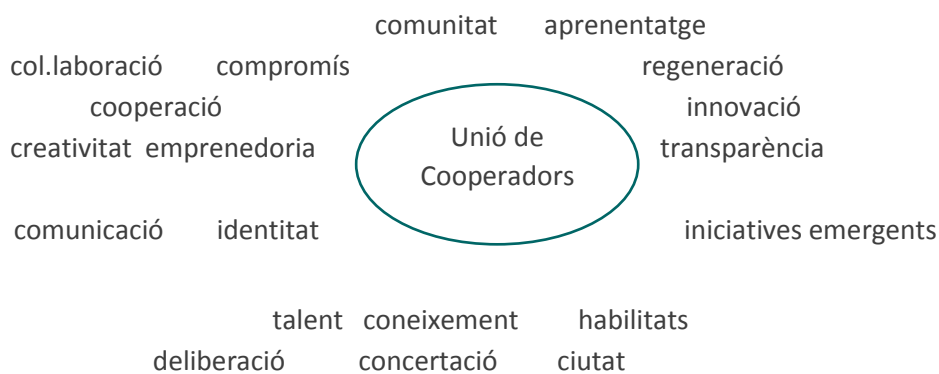 comunitat aprenentatge
col.laboració compromís regeneració
cooperació innovació
creativitat emprenedoria Unió de Cooperadors transparència
comunicació identitat iniciatives emergents
talent coneixement habilitats
deliberació concertació ciutat